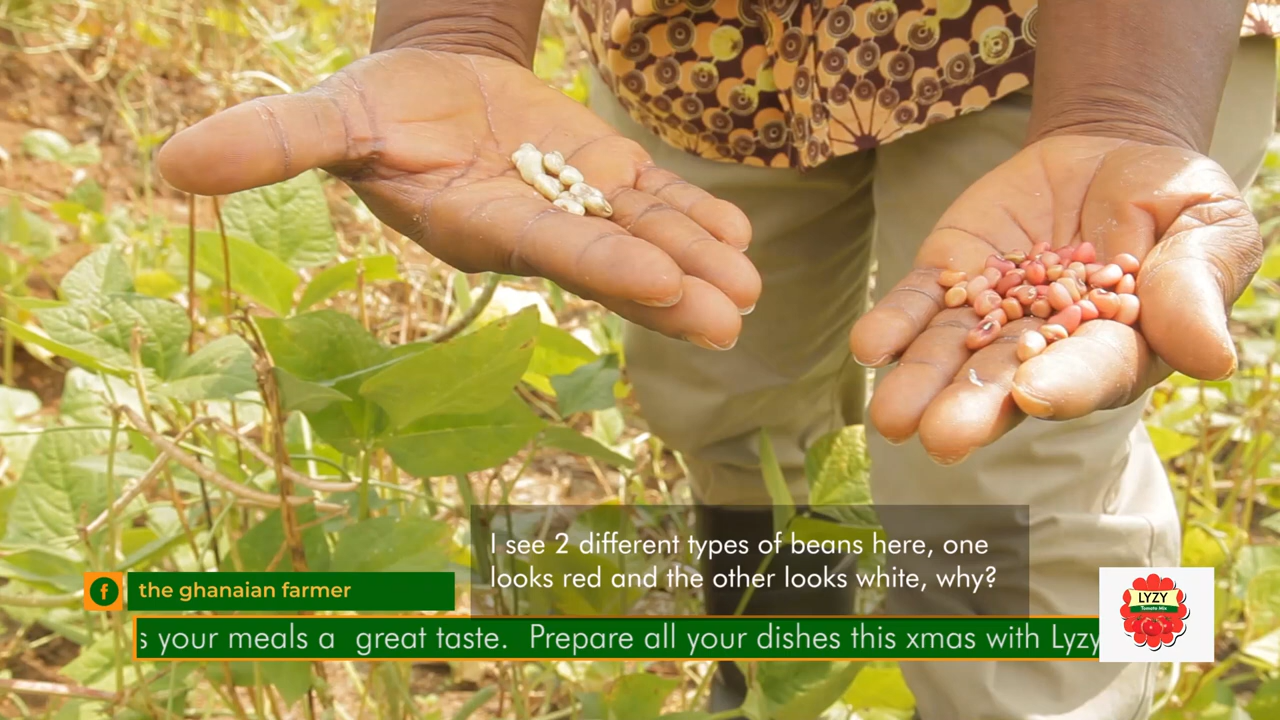 I see 2 different types of beans here, one
looks red and the other looks white, why?
the ghanaian farmer
s your meals a  great taste.  Prepare all your dishes this xmas with Lyzy
LYZY
Tomato Mix